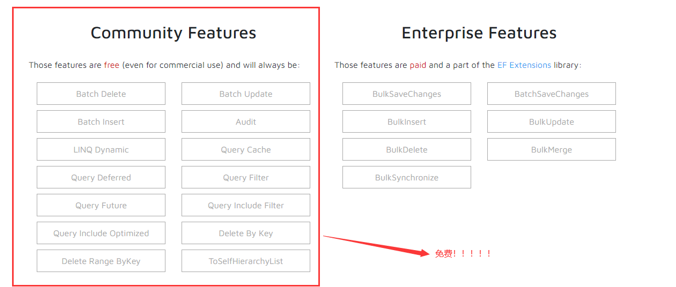 Community Features
Those features are free (even for commercial use) and will always be:
Batch Delete
Batch Update
Batch Insert
Audit
LINQ Dynamic
Query Cache
Query Deferred
Query Filter
Query Future
Query Include Filter
Query Include Optimized
Delete By Key
Delete Range ByKey
ToSelfHierarchyList
Enterprise Features
Those features are paid and a part of the EF Extensions library:
BulkSaveChanges
BatchSaveChanges
BulkInsert
BulkUpdate
BulkDelete
BulkMerge
BulkSynchronize
免费！！！！！